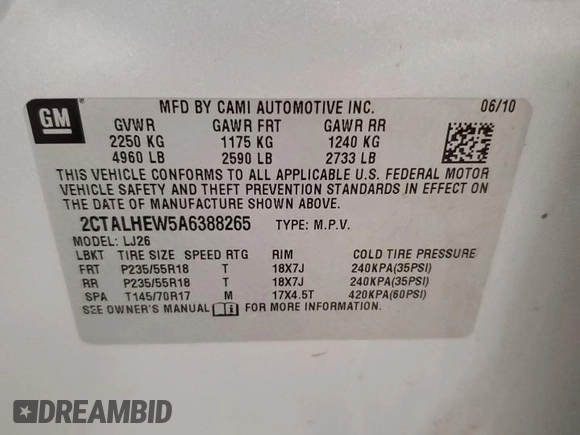 GM
MFD BY CAMI AUTOMOTIVE INC. 06/10
GVWR GAWR FRT GAWR RR
2250 KG 1175 KG 1240 KG
4960 LB 2590 LB 2733 LB
THIS VEHICLE CONFORMS TO ALL APPLICABLE U.S. FEDERAL MOTOR
VEHICLE SAFETY AND THEFT PREVENTION STANDARDS IN EFFECT ON
THE DATE OF MANUFACTURE SHOWN ABOVE.
2CTALHEW5A6388265 TYPE: M.P.V.
MODEL: LJ26
LBKT TIRE SIZE SPEED RTG RIM COLD TIRE PRESSURE
FRT P235/55R18 T 18X7J 240KPA(35PSI)
RR P235/55R18 T 18X7J 240KPA(35PSI)
SPA T145/70R17 M 17X4.5T 420KPA(60PSI)
SEE OWNER'S MANUAL FOR MORE INFORMATION
DREAMBID